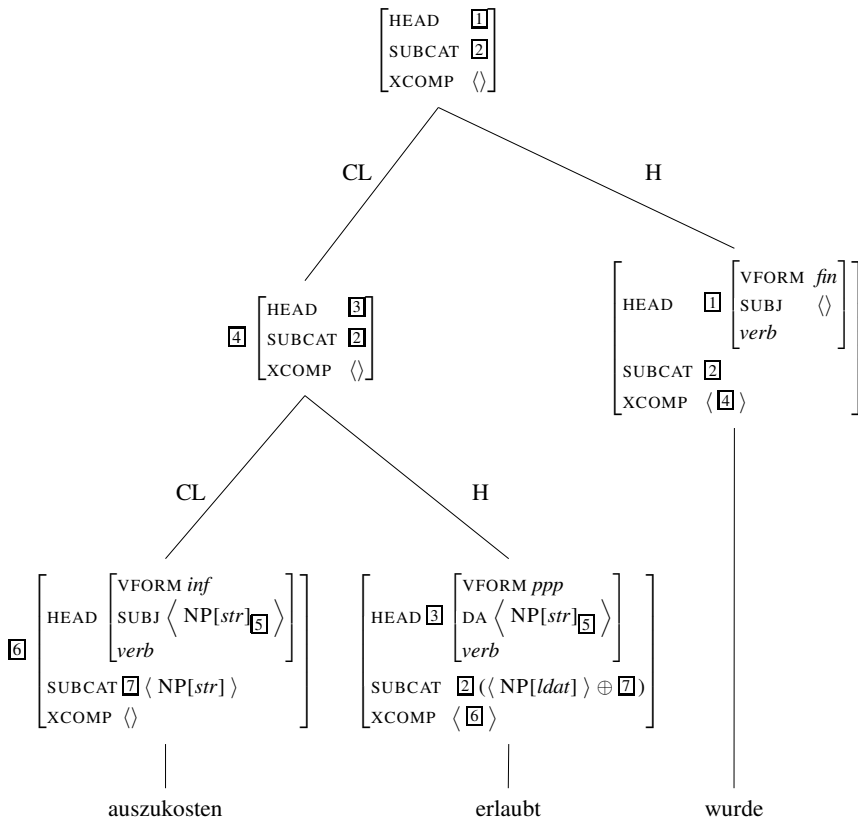 HEAD 1
SUBCAT 2
XCOMP ⟨⟩
CL H
VFORM fin
HEAD 1 SUBJ ⟨⟩
verb
SUBCAT 2
XCOMP ⟨ 4 ⟩
HEAD 3
4 SUBCAT 2
XCOMP ⟨⟩
CL H
VFORM inf
HEAD SUBJ ⟨ NP[str]5 ⟩
verb
6
SUBCAT 7 ⟨ NP[str] ⟩
XCOMP ⟨⟩
VFORM ppp
HEAD 3 DA ⟨ NP[str]5 ⟩
verb
SUBCAT 2 (⟨ NP[ldat] ⟩ ⊕ 7 )
XCOMP ⟨ 6 ⟩
auszukosten erlaubt wurde